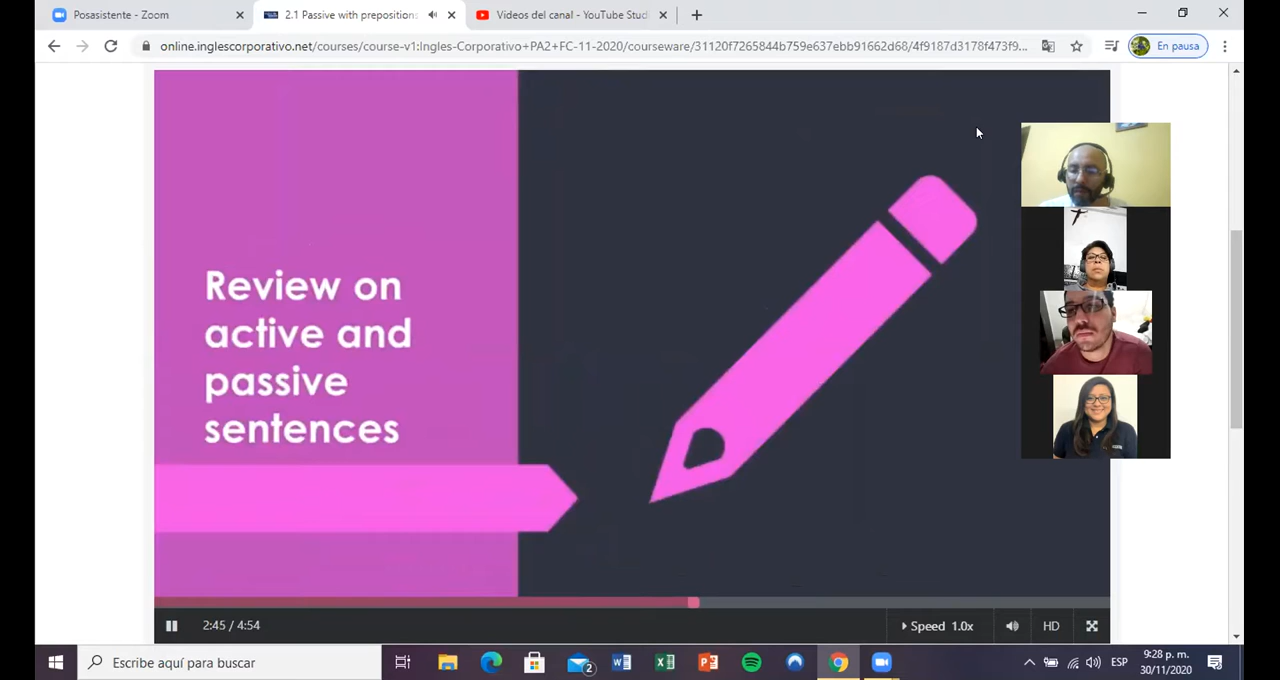 Posasistente - Zoom
2.1 Passive with prepositions
Videos del canal - YouTube Stud
online.inglescorporativo.net/courses/course-v1:Ingles-Corporativo+PA2+FC-11-2020/courseware/31120f7265844b759e637ebb91662d68/4f9187d3178f473f9...
En pausa
Review on
active and
passive
sentences
2:45 / 4:54
Speed 1.0x
HD
Escribe aquí para buscar
2
ESP
9:28 p. m.
30/11/2020